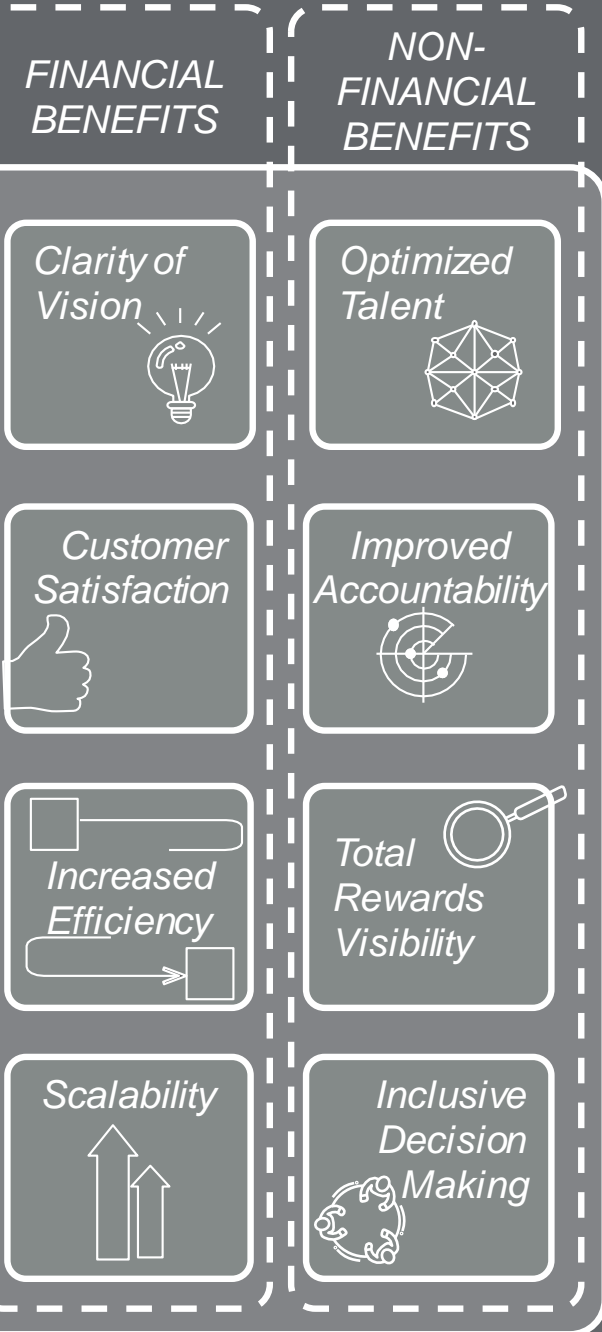 FINANCIAL
BENEFITS
NON-
FINANCIAL
BENEFITS
Clarity of
Vision
Optimized
Talent
Customer
Satisfaction
Improved
Accountability
Increased
Efficiency
Total
Rewards
Visibility
Scalability
Inclusive
Decision
Making